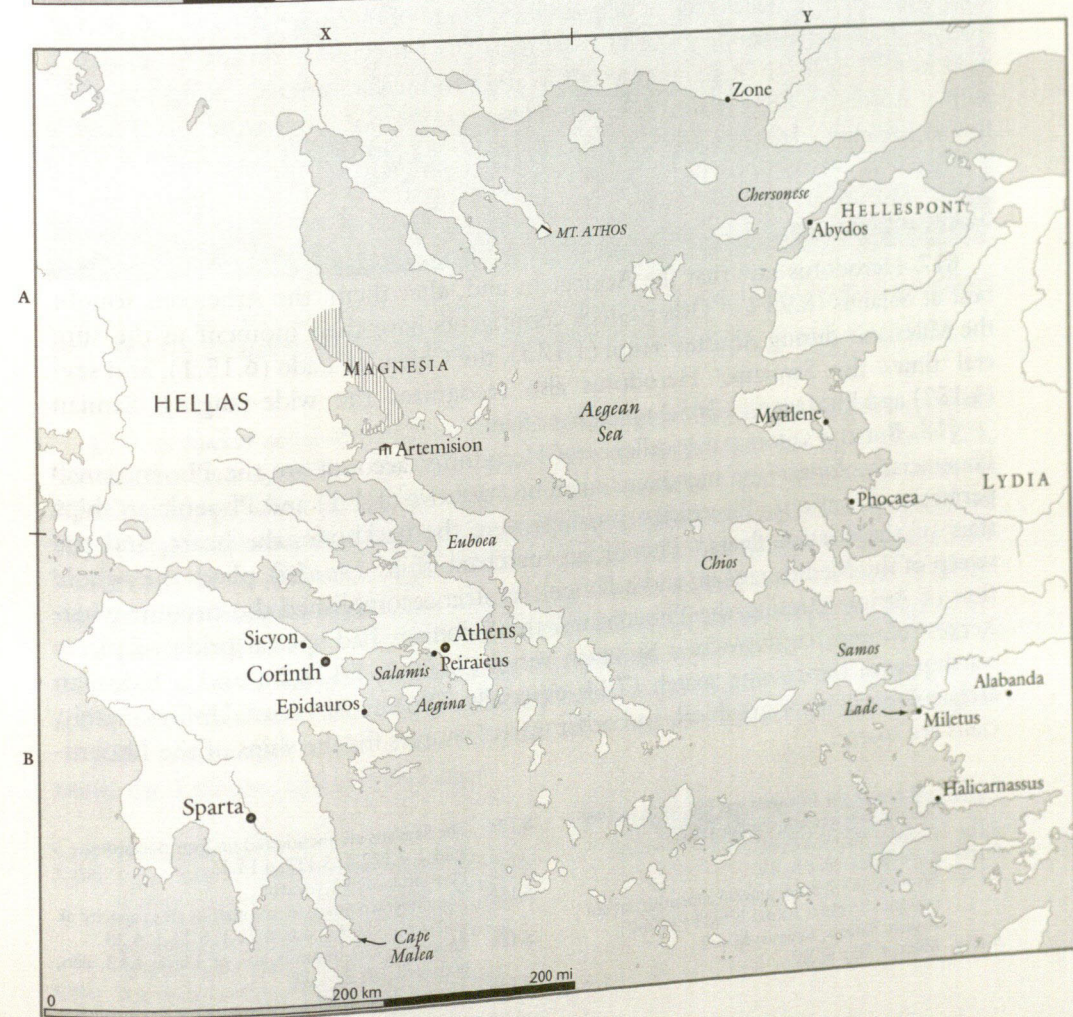 X
Y
Zone
Chersonese
HELLESPONT
Abydos
MT. ATHOS
A
MAGNESIA
HELLAS
Aegean
Sea
Mytilene
Artemision
LYDIA
Phocaea
Euboea
Chios
Sicyon
Athens
Corinth
Salamis
Peiraieus
Samos
Alabanda
Epidauros
Aegina
Lade
Miletus
B
Halicarnassus
Sparta
Cape
Malea
0
200 km
200 mi